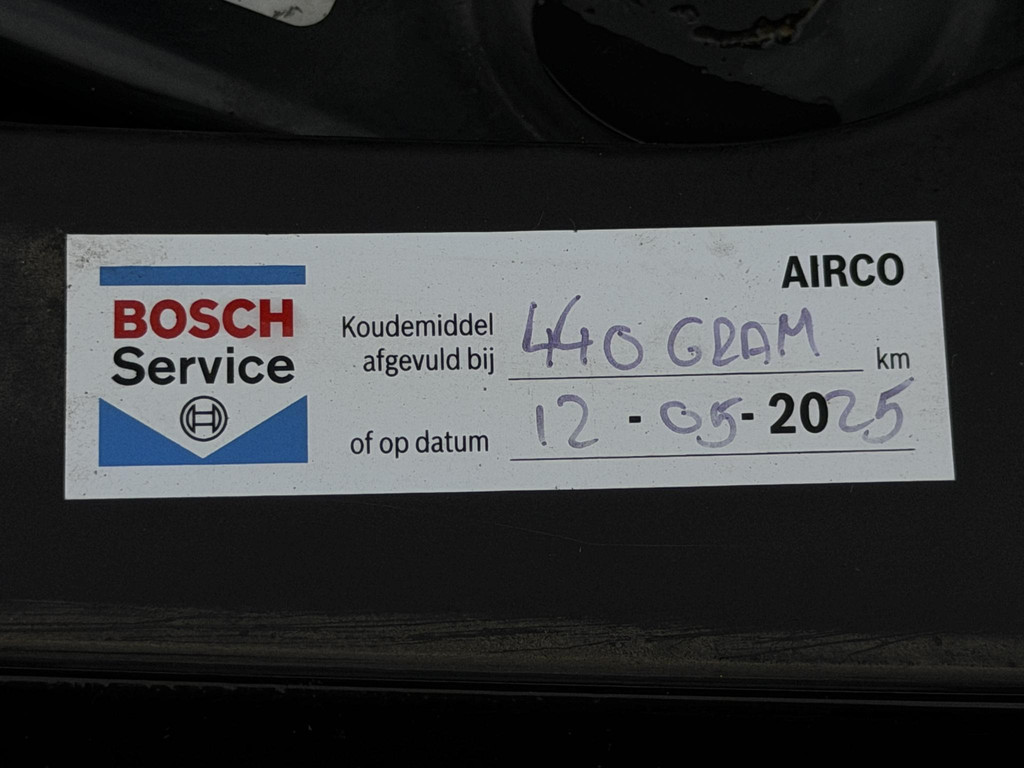 AIRCO
BOSCH
Service
Koudemiddel
afgevuld bij 440 GRAM km
of op datum 12 - 05 - 2025